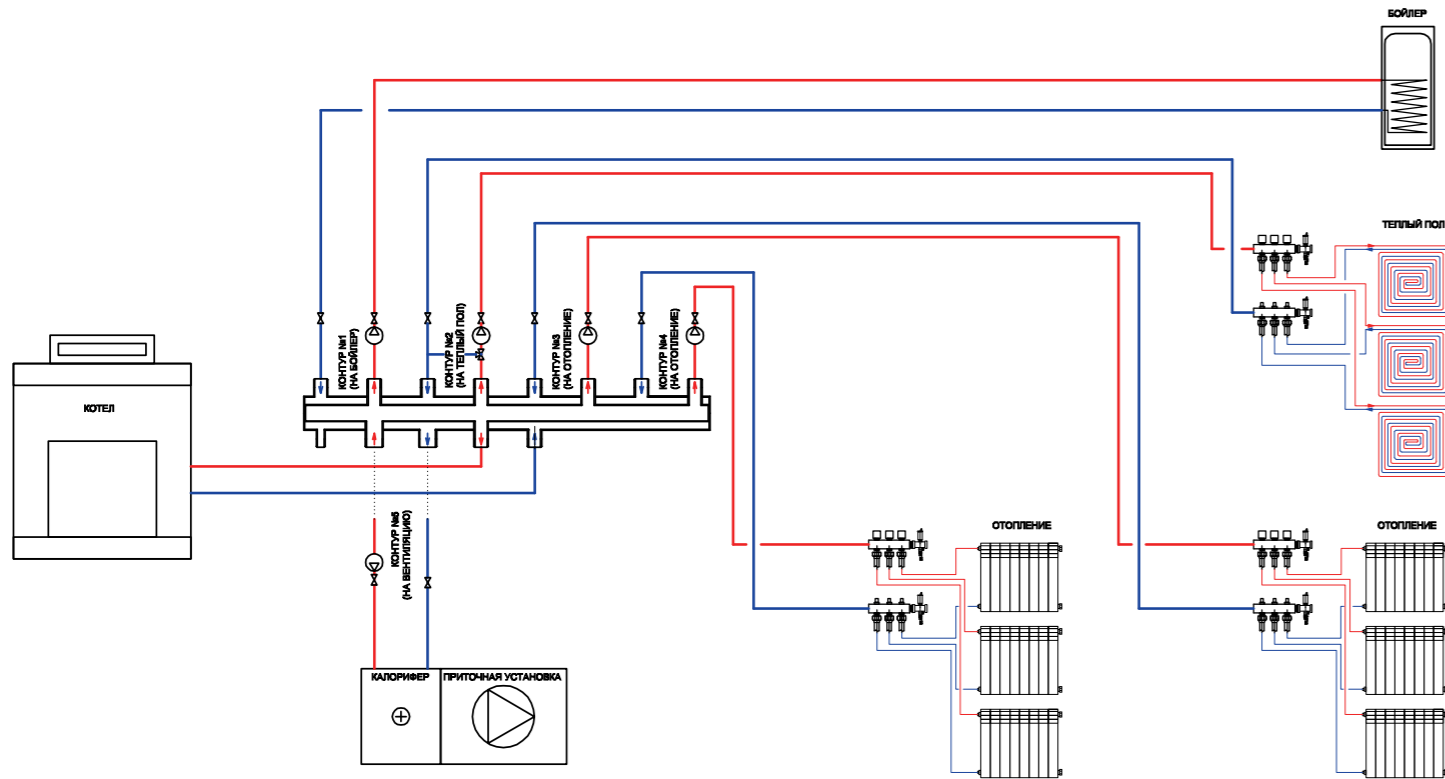 БОЙЛЕР
ТЕПЛЫЙ ПОЛ
КОНТУР №1
(НА БОЙЛЕР)
КОНТУР №2
(НА ТЕПЛЫЙ ПОЛ)
КОНТУР №3
(НА ОТОПЛЕНИЕ)
КОНТУР №4
(НА ОТОПЛЕНИЕ)
КОТЕЛ
КОНТУР №5
(НА ВЕНТИЛЯЦИЮ)
ОТОПЛЕНИЕ
ОТОПЛЕНИЕ
КАЛОРИФЕР
ПРИТОЧНАЯ УСТАНОВКА